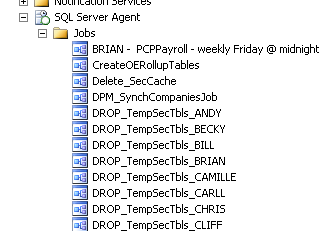 Notification Services
SQL Server Agent
Jobs
BRIAN - PCPPayroll - weekly Friday @ midnight
CreateOERollupTables
Delete_SecCache
DPM_SynchCompaniesJob
DROP_TempSecTbls_ANDY
DROP_TempSecTbls_BECKY
DROP_TempSecTbls_BILL
DROP_TempSecTbls_BRIAN
DROP_TempSecTbls_CAMILLE
DROP_TempSecTbls_CARLL
DROP_TempSecTbls_CHRIS
DROP_TempSecTbls_CLIFF